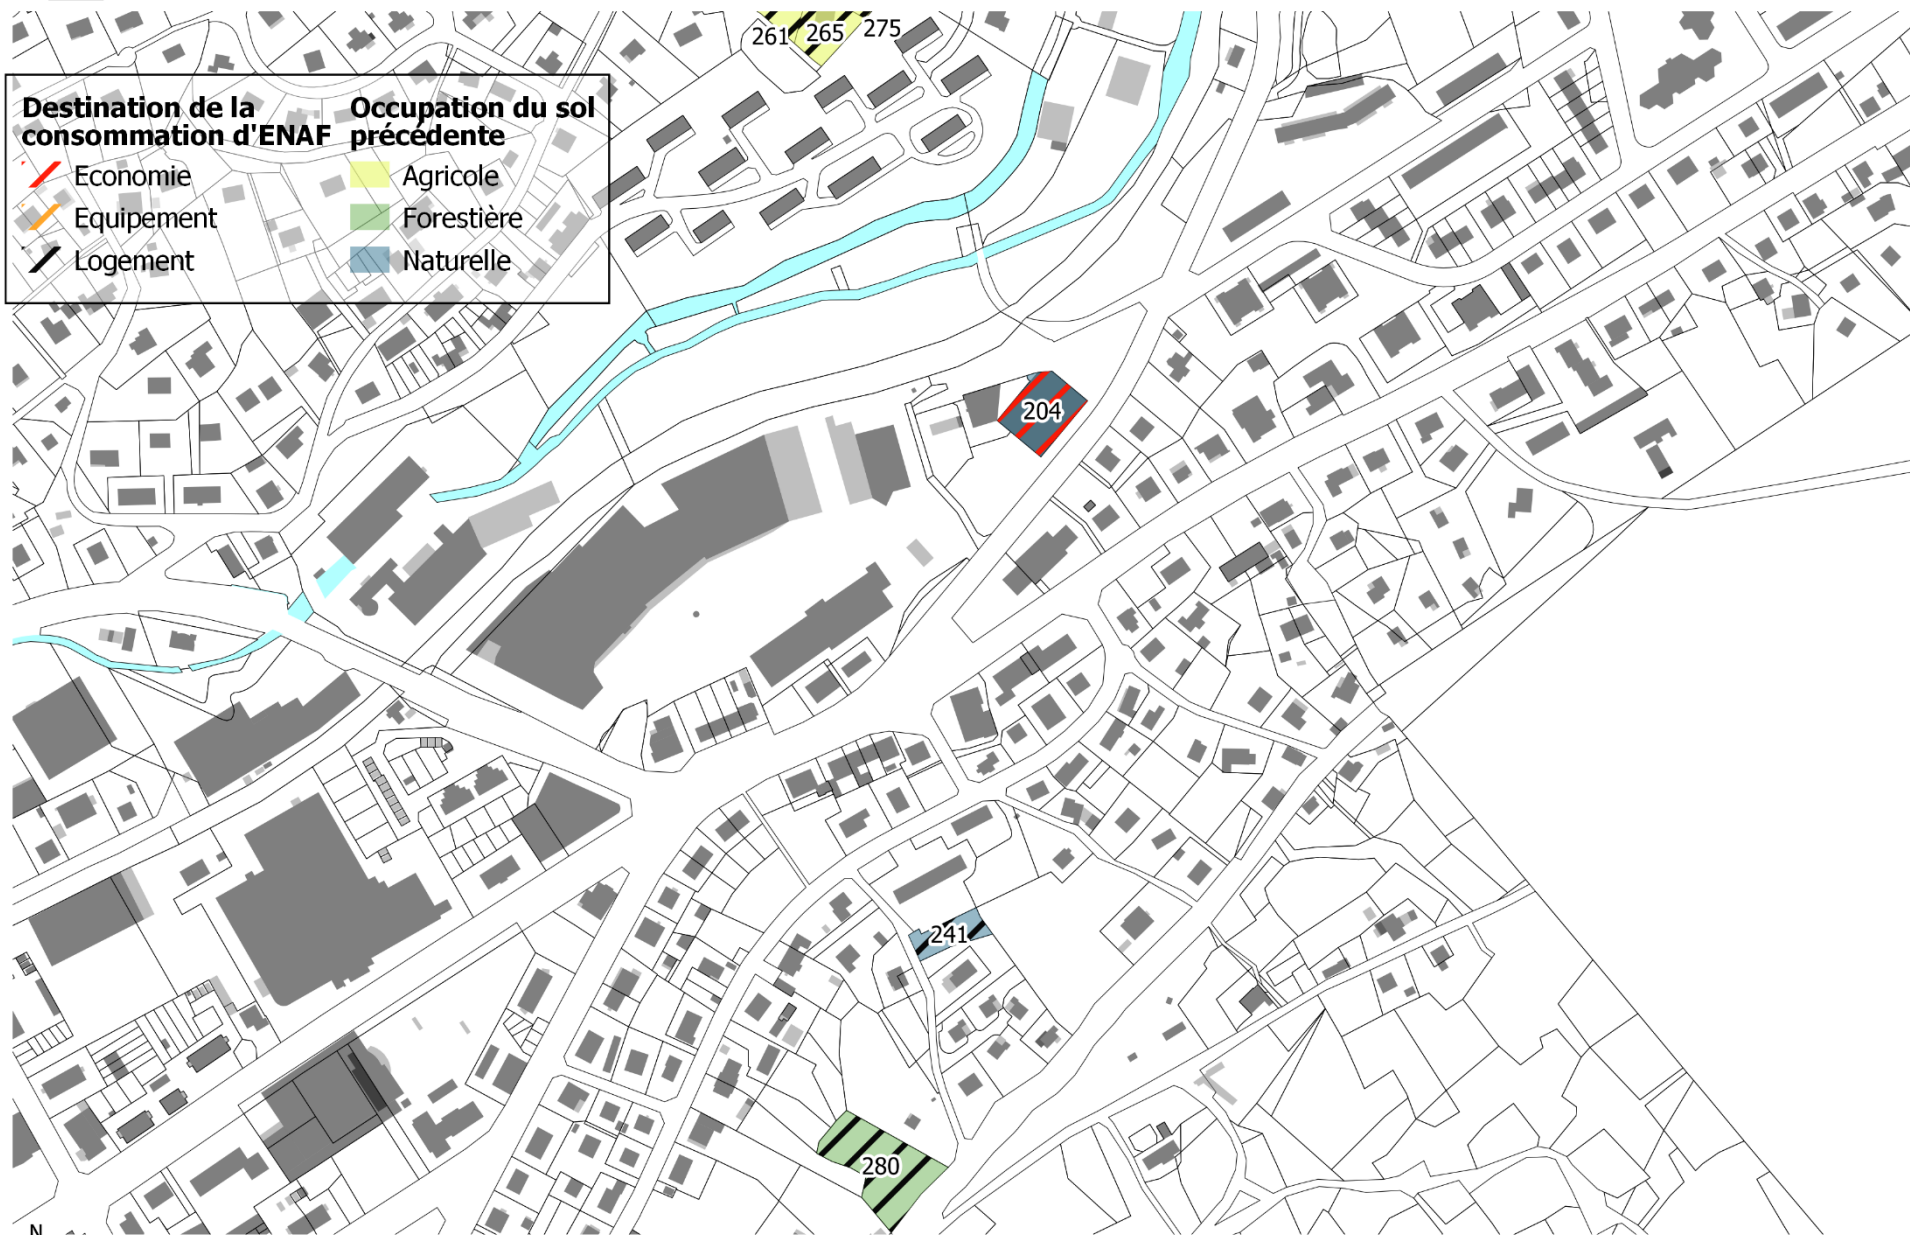 261 265 275
Destination de la
consommation d'ENAF
Economie
Equipement
Logement
Occupation du sol
précédente
Agricole
Forestière
Naturelle
204
241
280
N